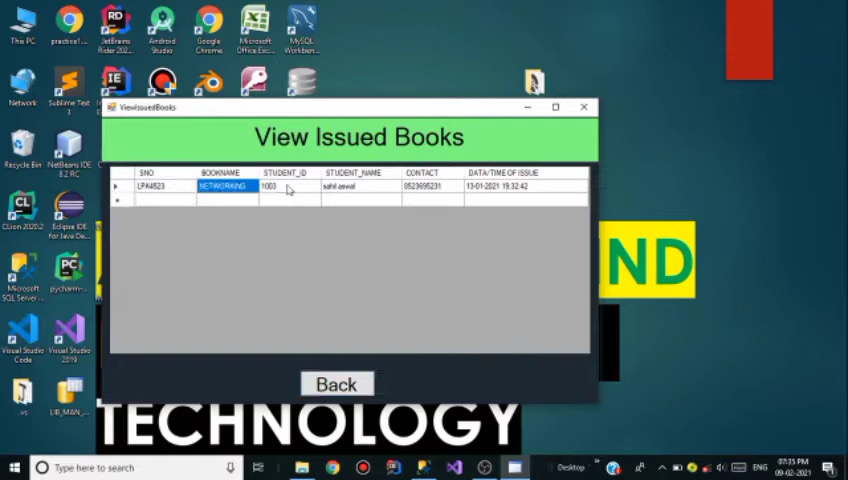 This PC
practice1...
JetBrains
Rider 202...
Android
Studio
Google
Chrome
Microsoft
Office Exc...
MySQL
Workben...
Network
Sublime Text
3
ViewIssuedBooks
View Issued Books
SNO BOOKNAME STUDENT_ID STUDENT_NAME CONTACT DATA/TIME OF ISSUE
LPK4523 NETWORKING 1003 sahil aswal 8523695231 13-01-2021 19:32:42
Recycle Bin
NetBeans IDE
8.2 RC
CLion 2020.2
Eclipse IDE
for Java De...
ND
Microsoft
SQL Server...
pycharm-...
Visual Studio
Code
Visual Studio
2019
Back
.vs
LIB_MAN_...
TECHNOLOGY
Type here to search
Desktop
ENG
07:35 PM
09-02-2021